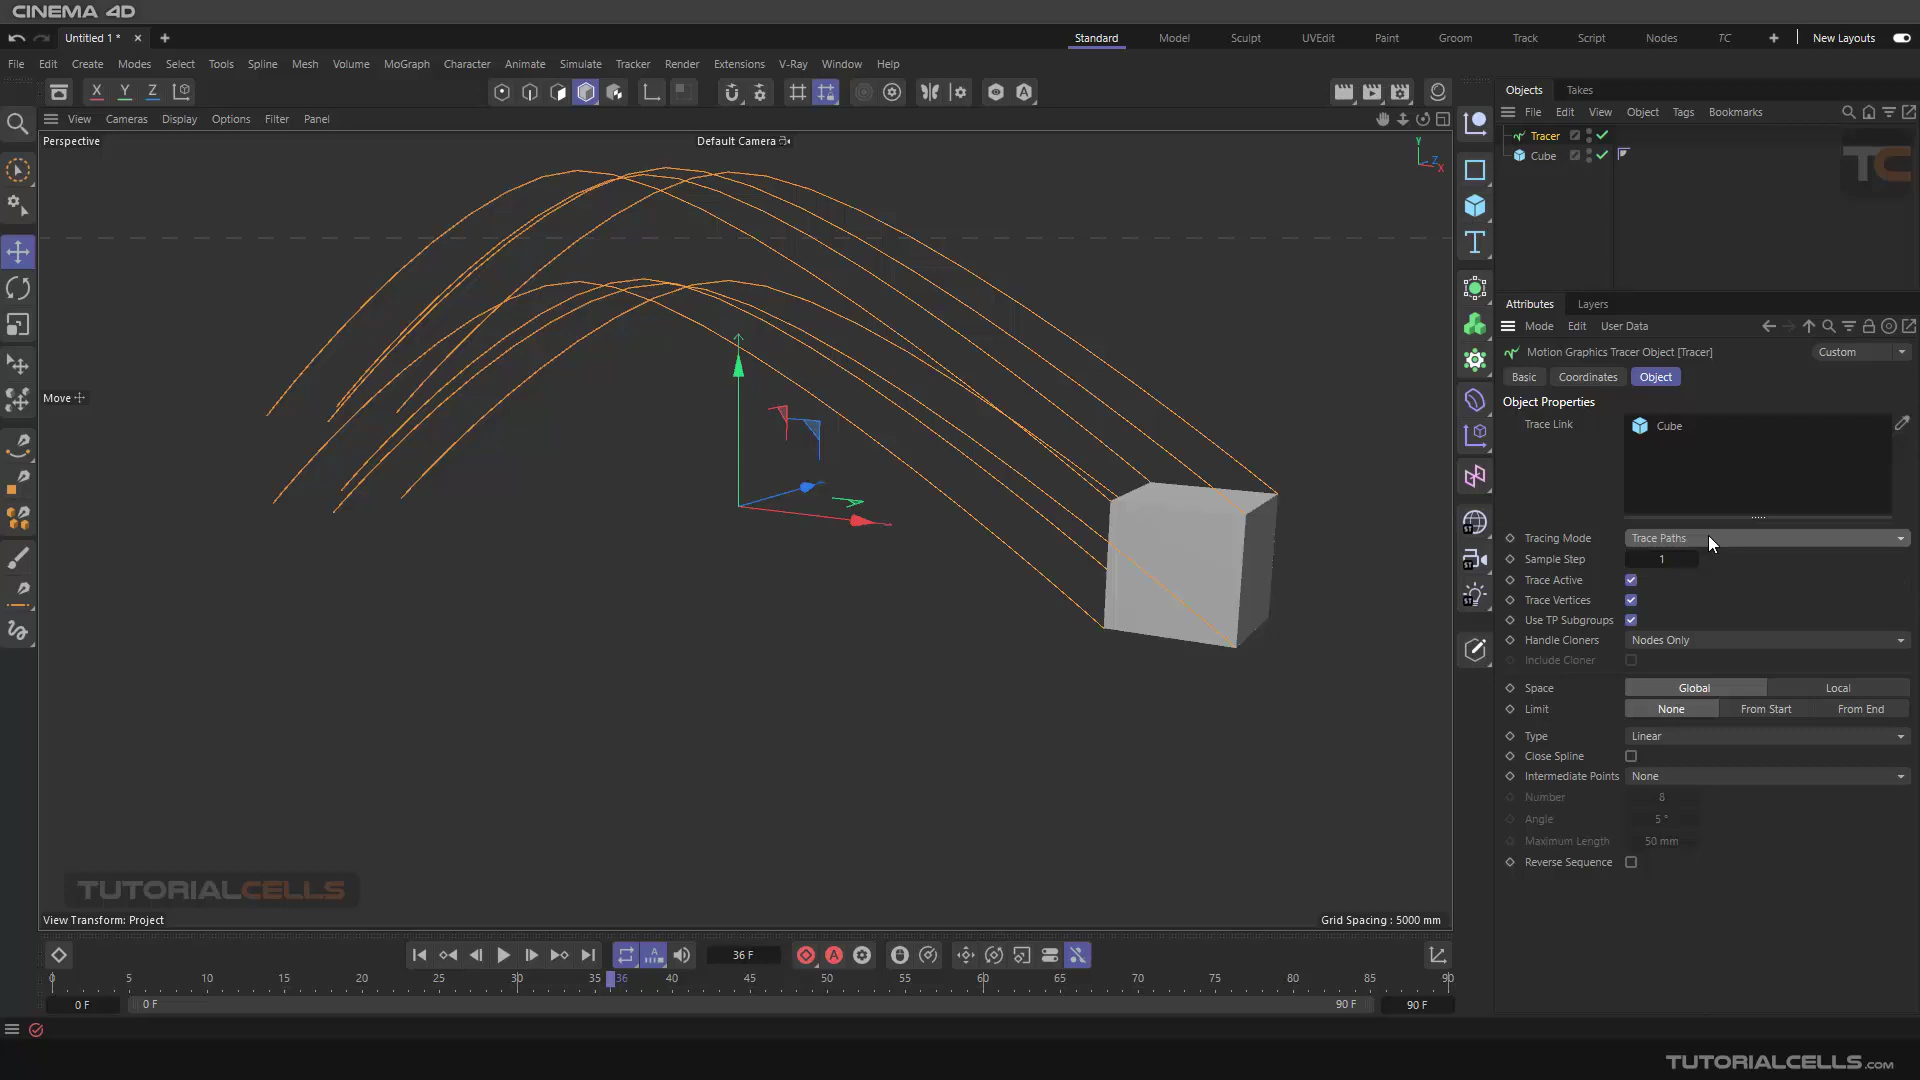 CINEMA 4D
Untitled 1 *
Standard Model Sculpt UVEdit Paint Groom Track Script Nodes TC New Layouts
File Edit Create Modes Select Tools Spline Mesh Volume MoGraph Character Animate Simulate Tracker Render Extensions V-Ray Window Help
X Y Z
View Cameras Display Options Filter Panel
Perspective
Default Camera
Y
Z
X
Move
Objects Takes
File Edit View Object Tags Bookmarks
Tracer
Cube
TC
Attributes Layers
Mode Edit User Data
Motion Graphics Tracer Object [Tracer]
Custom
Basic Coordinates Object
Object Properties
Trace Link Cube
Tracing Mode Trace Paths
Sample Step 1
Trace Active
Trace Vertices
Use TP Subgroups
Handle Cloners Nodes Only
Include Cloner
Space Global Local
Limit None From Start From End
Type Linear
Close Spline
Intermediate Points None
Number 8
Angle 5 °
Maximum Length 50 mm
Reverse Sequence
TUTORIALCELLS
View Transform: Project
Grid Spacing : 5000 mm
36 F
0 5 10 15 20 25 30 35 36 40 45 50 55 60 65 70 75 80 85 90
0 F 0 F 90 F 90 F
TUTORIALCELLS.COM